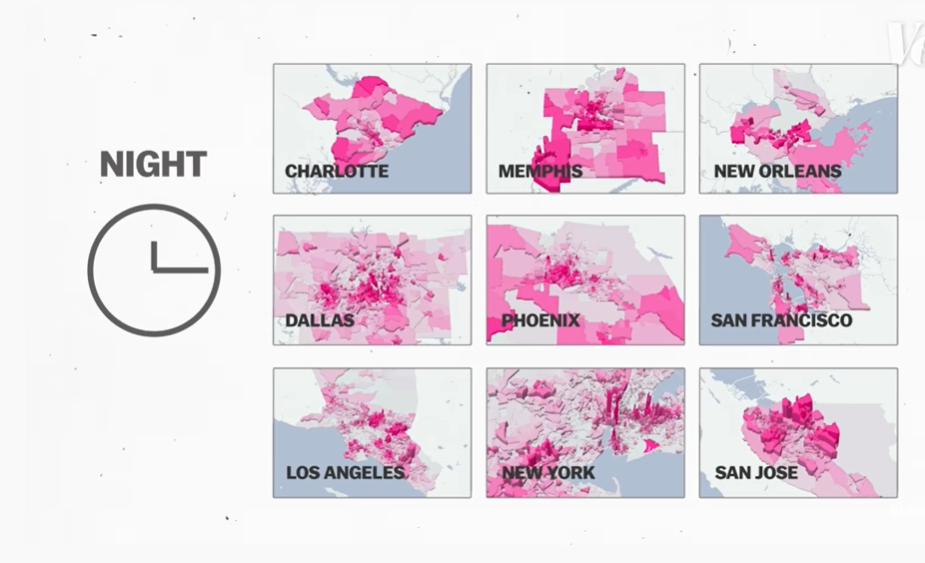 NIGHT
CHARLOTTE
MEMPHIS
NEW ORLEANS
DALLAS
PHOENIX
SAN FRANCISCO
LOS ANGELES
NEW YORK
SAN JOSE